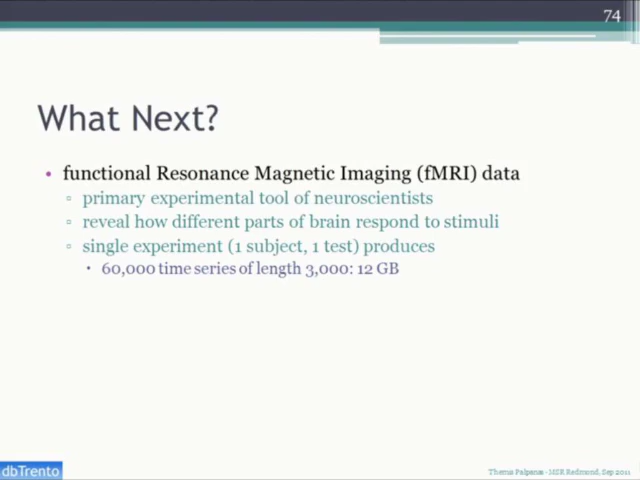 74
What Next?
• functional Resonance Magnetic Imaging (fMRI) data
▫ primary experimental tool of neuroscientists
▫ reveal how different parts of brain respond to stimuli
▫ single experiment (1 subject, 1 test) produces
• 60,000 time series of length 3,000: 12 GB
dbTrento
Themis Palpanas - MSR Redmond, Sep 2011